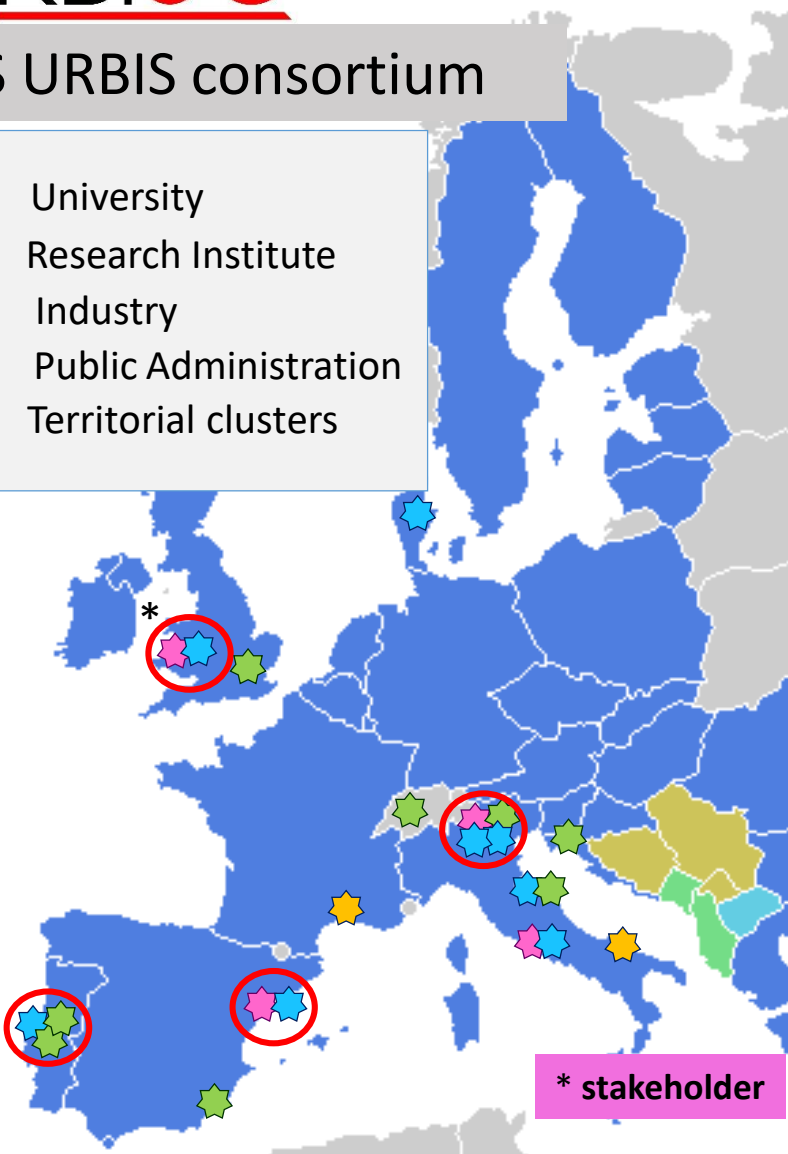 S URBIS consortium
University
Research Institute
Industry
Public Administration
Territorial clusters
*
* stakeholder